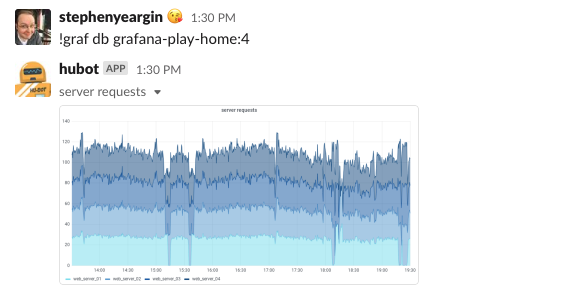 stephenyeargin 😘 1:30 PM
!graf db grafana-play-home:4
hubot APP 1:30 PM
server requests
server requests
140
120
100
80
60
40
20
0
14:00 14:30 15:00 15:30 16:00 16:30 17:00 17:30 18:00 18:30 19:00 19:30
web_server_01 web_server_02 web_server_03 web_server_04
HU-BOT